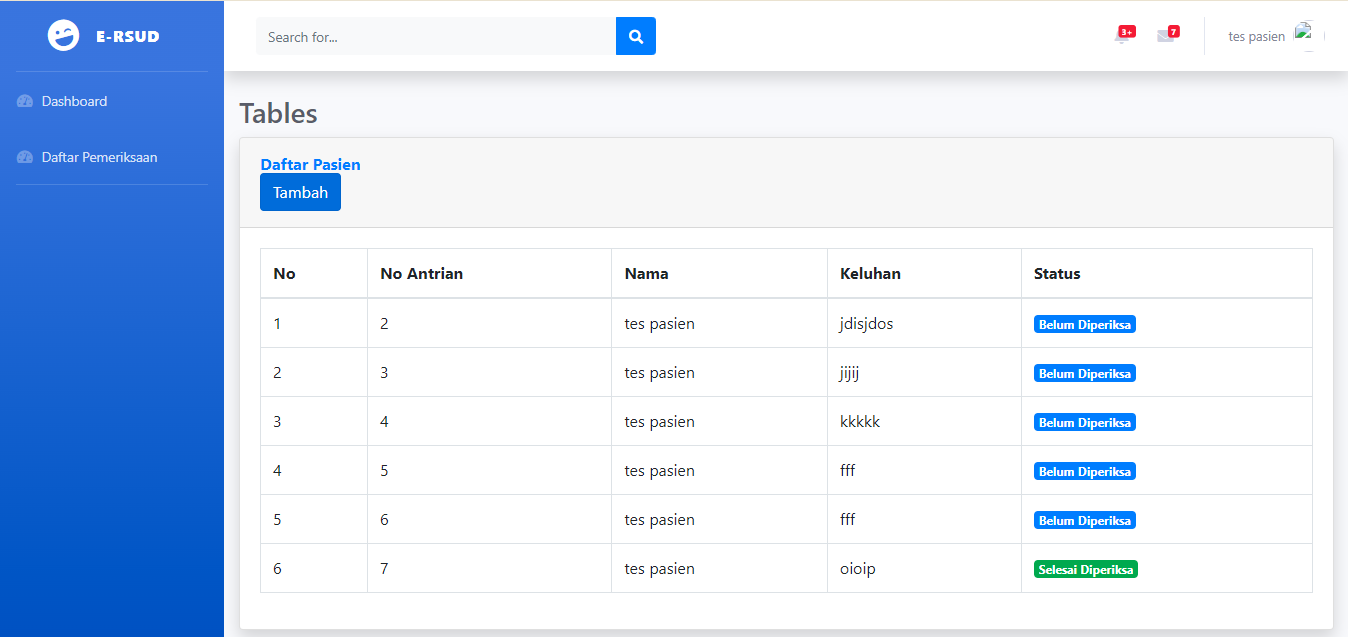 E-RSUD
Search for...
3+
7
tes pasien
Dashboard
Daftar Pemeriksaan
Tables
Daftar Pasien
Tambah
No No Antrian Nama Keluhan Status
1 2 tes pasien jdisjdos Belum Diperiksa
2 3 tes pasien jijij Belum Diperiksa
3 4 tes pasien kkkkk Belum Diperiksa
4 5 tes pasien fff Belum Diperiksa
5 6 tes pasien fff Belum Diperiksa
6 7 tes pasien oioip Selesai Diperiksa